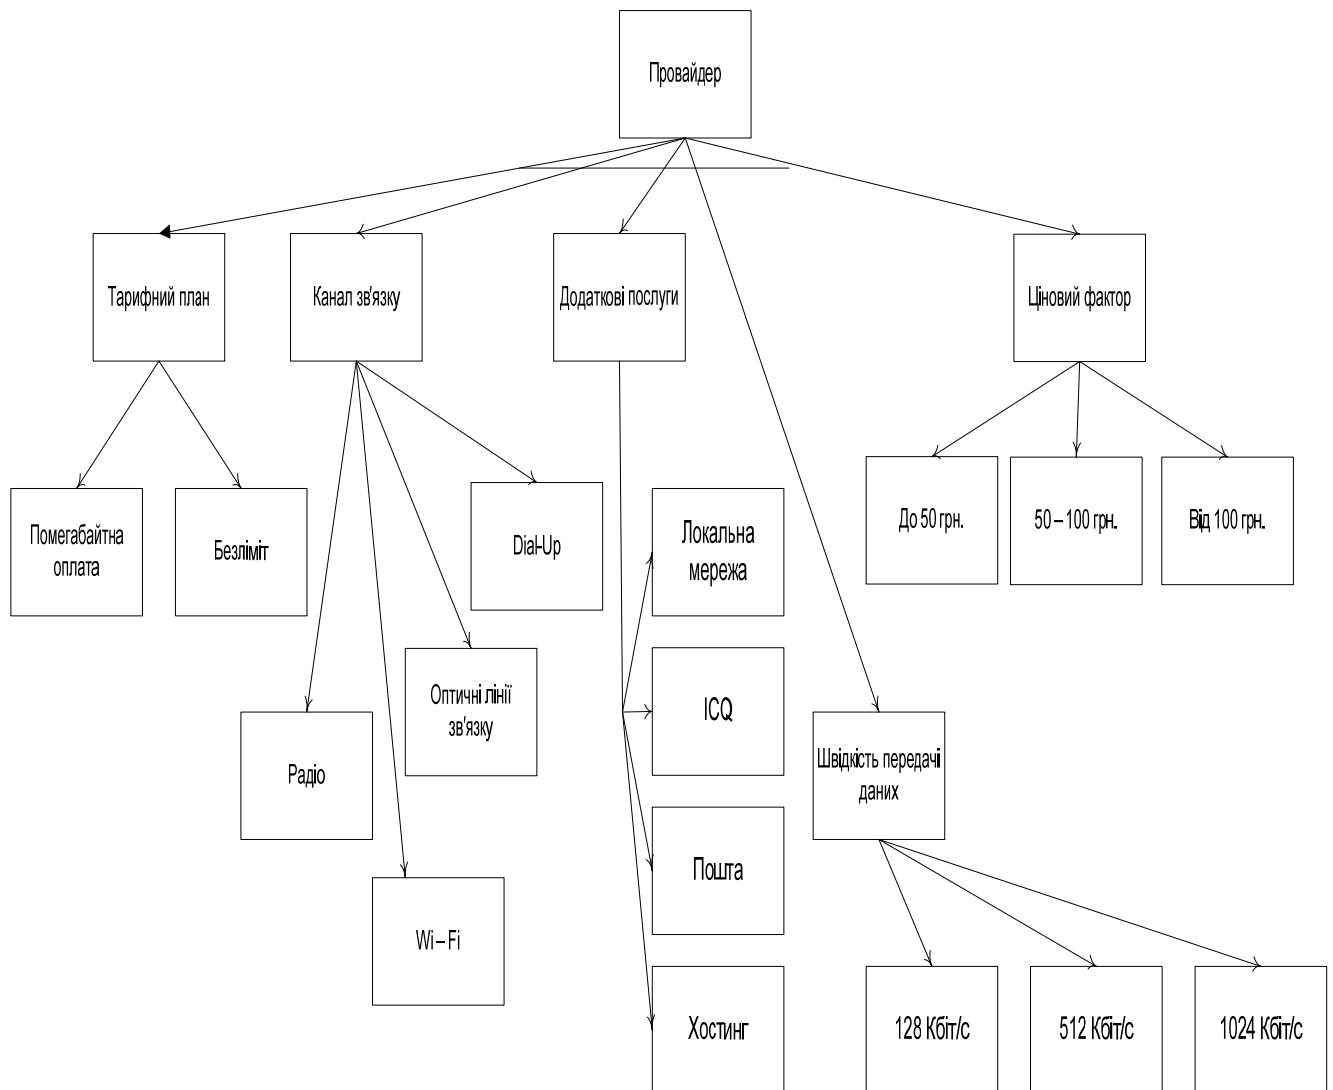 Провайдер
Тарифний план
Канал зв'язку
Додаткові послуги
Ціновий фактор
Помегабайтна
оплата
Безліміт
Dial-Up
Локальна
мережа
До 50 грн.
50 – 100 грн.
Від 100 грн.
Радіо
Оптичні лінії
зв'язку
ICQ
Швідкість передачі
даних
Wi – Fi
Пошта
Хостинг
128 Кбіт/с
512 Кбіт/с
1024 Кбіт/с